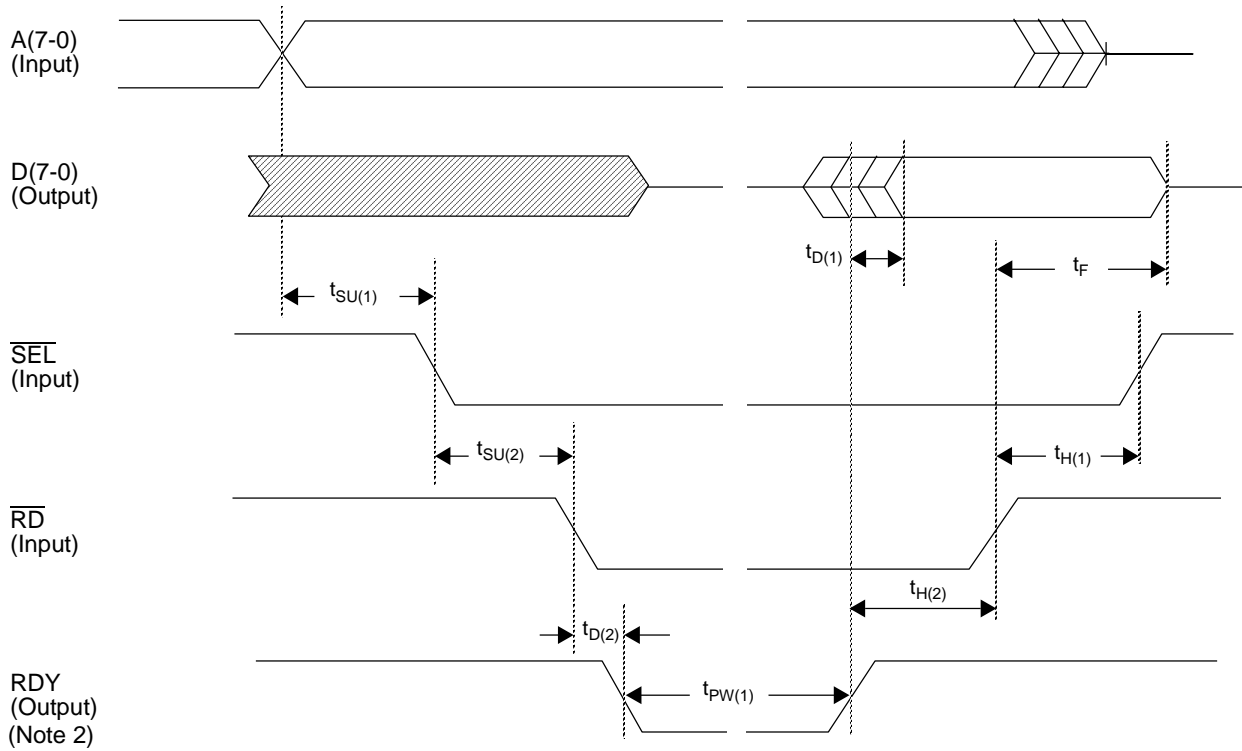 A(7-0)
(Input)
D(7-0)
(Output)
tD(1)
tF
tSU(1)
SEL
(Input)
tSU(2)
tH(1)
RD
(Input)
tH(2)
tD(2)
RDY
(Output)
(Note 2)
tPW(1)